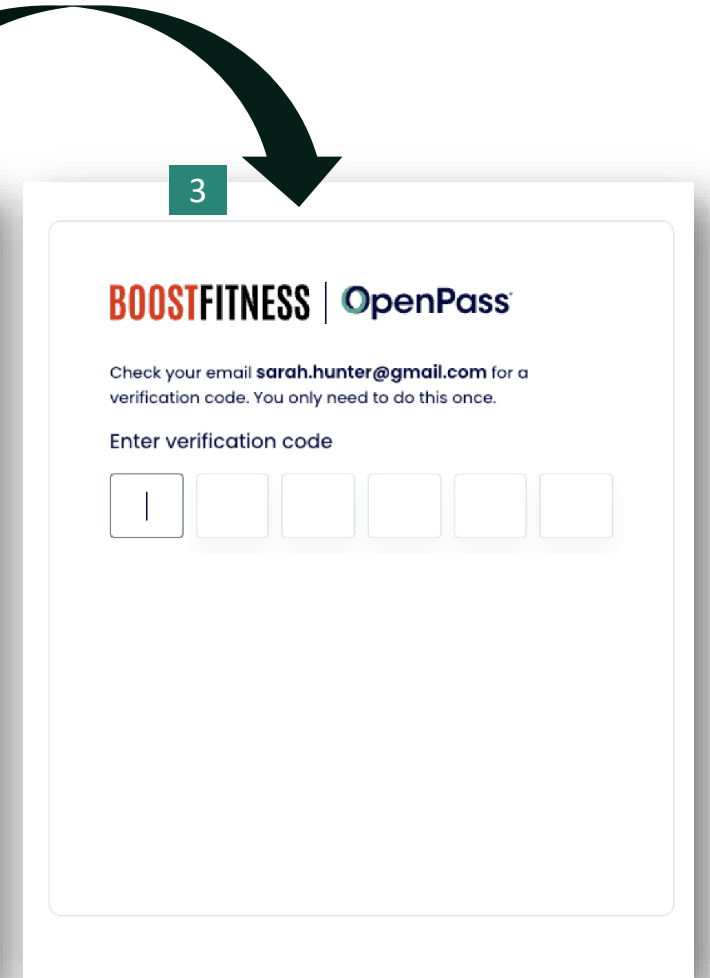 3
BOOSTFITNESS | OpenPass
Check your email sarah.hunter@gmail.com for a
verification code. You only need to do this once.
Enter verification code